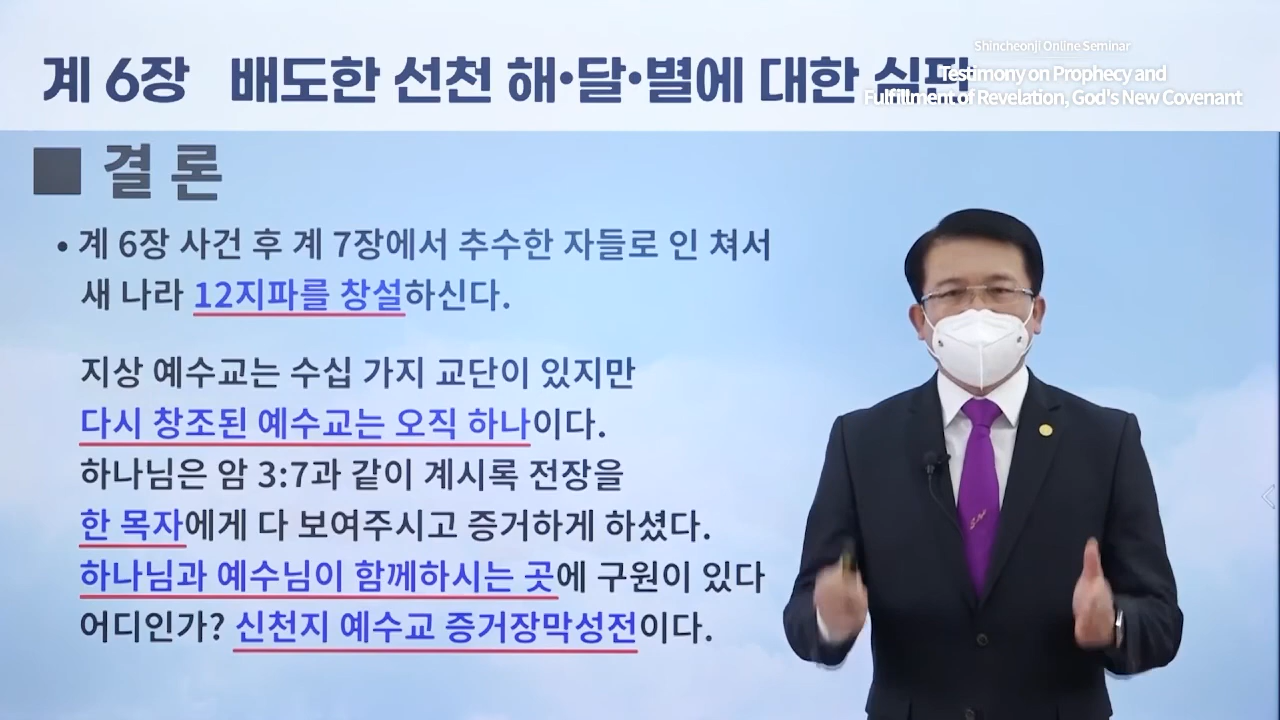 계 6장 배도한 선천 해·달·별에 대한
Shincheonji Online Seminar
Testimony on Prophecy and
Fulfillment of Revelation, God's New Covenant
■ 결 론
• 계 6장 사건 후 계 7장에서 추수한 자들로 인 쳐서
새 나라 12지파를 창설하신다.
지상 예수교는 수십 가지 교단이 있지만
다시 창조된 예수교는 오직 하나이다.
하나님은 암 3:7과 같이 계시록 전장을
한 목자에게 다 보여주시고 증거하게 하셨다.
하나님과 예수님이 함께하시는 곳에 구원이 있다
어디인가? 신천지 예수교 증거장막성전이다.